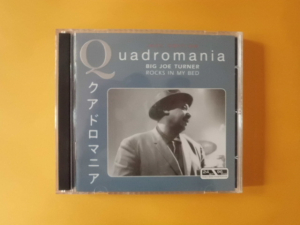 Quadromania
BIG JOE TURNER
ROCKS IN MY BED
クアドロマニア